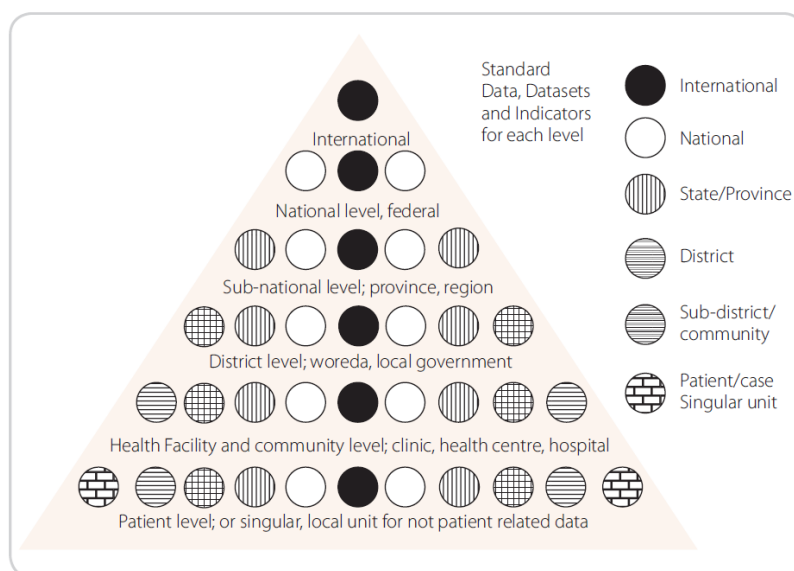 Standard
Data, Datasets
and Indicators
for each level
International
National
State/Province
District
Sub-district/
community
Patient/case
Singular unit
International
National level, federal
Sub-national level; province, region
District level; woreda, local government
Health Facility and community level; clinic, health centre, hospital
Patient level; or singular, local unit for not patient related data